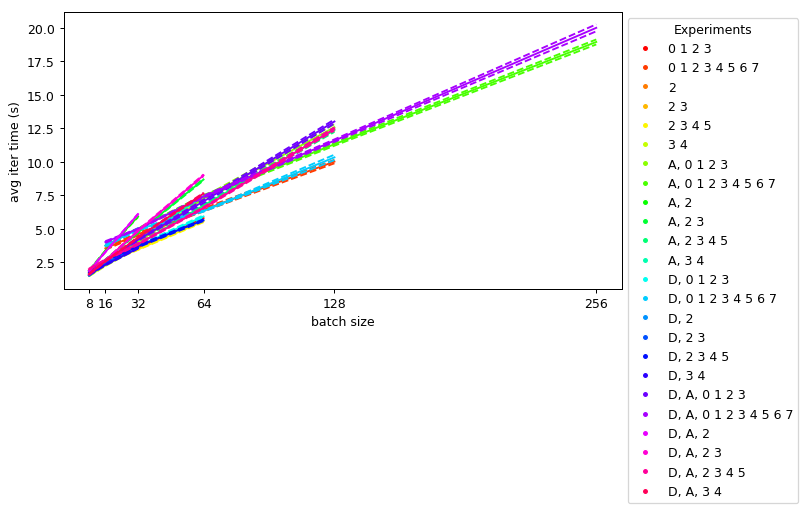 20.0
17.5
15.0
12.5
10.0
7.5
5.0
2.5
avg iter time (s)
8 16 32 64 128 256
batch size
Experiments
0 1 2 3
0 1 2 3 4 5 6 7
2
2 3
2 3 4 5
3 4
A, 0 1 2 3
A, 0 1 2 3 4 5 6 7
A, 2
A, 2 3
A, 2 3 4 5
A, 3 4
D, 0 1 2 3
D, 0 1 2 3 4 5 6 7
D, 2
D, 2 3
D, 2 3 4 5
D, 3 4
D, A, 0 1 2 3
D, A, 0 1 2 3 4 5 6 7
D, A, 2
D, A, 2 3
D, A, 2 3 4 5
D, A, 3 4